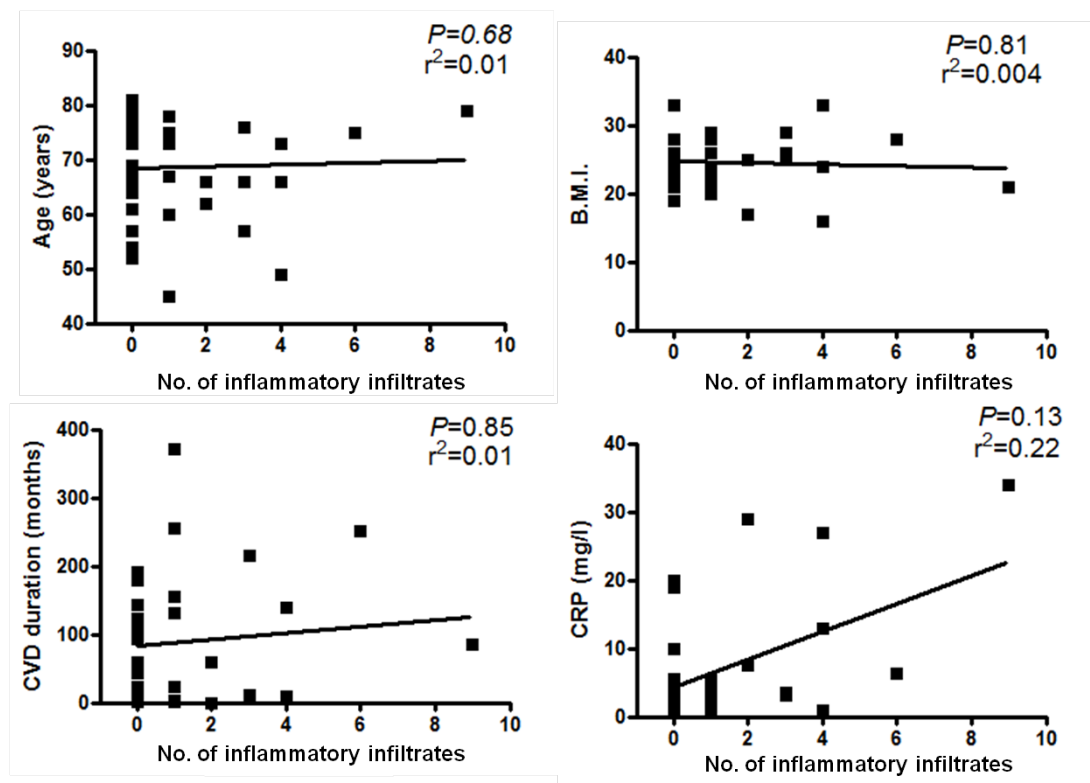 P=0.68
r²=0.01
90
80
70
60
50
40
Age (years)
0 2 4 6 8 10
No. of inflammatory infiltrates
P=0.81
r²=0.004
40
30
20
10
0
B.M.I.
0 2 4 6 8 10
No. of inflammatory infiltrates
P=0.85
r²=0.01
400
300
200
100
0
CVD duration (months)
0 2 4 6 8 10
No. of inflammatory infiltrates
P=0.13
r²=0.22
40
30
20
10
0
CRP (mg/l)
0 2 4 6 8 10
No. of inflammatory infiltrates